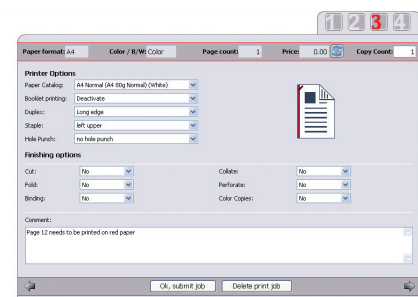 1 2 3 4
Paper format: A4 Color / B/W: Color Page count: 1 Price: 0.00 Copy Count: 1
Printer Options
Paper Catalog: A4 Normal (A4 80g Normal) (White)
Booklet printing: Deactivate
Duplex: Long edge
Staple: left upper
Hole Punch: no hole punch
Finishing options
Cut: No Collate: No
Fold: No Perforate: No
Binding: No Color Copies: No
Comment:
Page 12 needs to be printed on red paper
Ok, submit job Delete print job